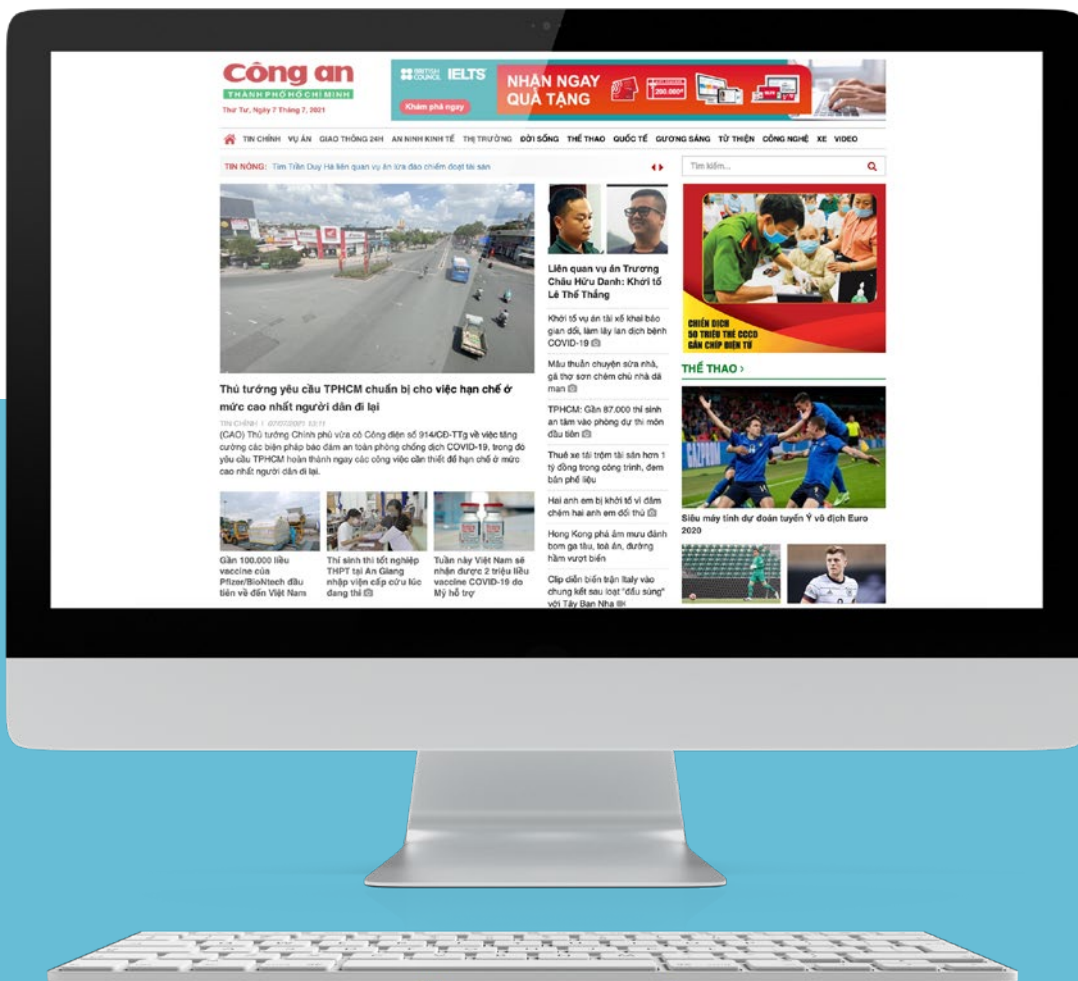 Công an
THÀNH PHỐ HỒ CHÍ MINH
Thứ Tư, Ngày 7 Tháng 7, 2021
BRITISH COUNCIL IELTS
Khám phá ngay
NHẬN NGAY
QUÀ TẶNG
200.000đ
TIN CHÍNH VỤ ÁN GIAO THÔNG 24H AN NINH KINH TẾ THỊ TRƯỜNG ĐỜI SỐNG THỂ THAO QUỐC TẾ GƯƠNG SÁNG TỪ THIỆN CÔNG NGHỆ XE VIDEO
TIN NÓNG: Tìm Trần Duy Hà liên quan vụ án lừa đảo chiếm đoạt tài sản
Tìm kiếm...
Thủ tướng yêu cầu TPHCM chuẩn bị cho việc hạn chế ở
mức cao nhất người dân đi lại
TIN CHÍNH | 07/07/2021 13:11
(CAO) Thủ tướng Chính phủ vừa có Công điện số 914/CĐ-TTg về việc tăng
cường các biện pháp bảo đảm an toàn phòng chống dịch COVID-19, trong đó
yêu cầu TPHCM hoàn thành ngay các công việc cần thiết để hạn chế ở mức
cao nhất người dân đi lại.
Gần 100.000 liều
vaccine của
Pfizer/BioNtech đầu
tiên về đến Việt Nam
Thí sinh thi tốt nghiệp
THPT tại An Giang
nhập viện cấp cứu lúc
đang thi
Tuần này Việt Nam sẽ
nhận được 2 triệu liều
vaccine COVID-19 do
Mỹ hỗ trợ
Liên quan vụ án Trương
Châu Hữu Danh: Khởi tố
Lê Thế Thắng
Khởi tố vụ án tài xế khai báo
gian dối, làm lây lan dịch bệnh
COVID-19
Mâu thuẫn chuyện sửa nhà,
gã thợ sơn chém chủ nhà dã
man
TPHCM: Gần 87.000 thí sinh
an tâm vào phòng dự thi môn
đầu tiên
Thuê xe tải trộm tài sản hơn 1
tỷ đồng trong công trình, đem
bán phế liệu
Hai anh em bị khởi tố vì đâm
chém hai anh em đối thủ
Hong Kong phá âm mưu đánh
bom ga tàu, toà án, đường
hầm vượt biển
Clip diễn biến trận Italy vào
chung kết sau loạt "đấu súng"
với Tây Ban Nha
CHIẾN DỊCH
50 TRIỆU THẺ CCCD
GẮN CHÍP ĐIỆN TỬ
THỂ THAO ›
GAZPROM
Siêu máy tính dự đoán tuyển Ý vô địch Euro
2020